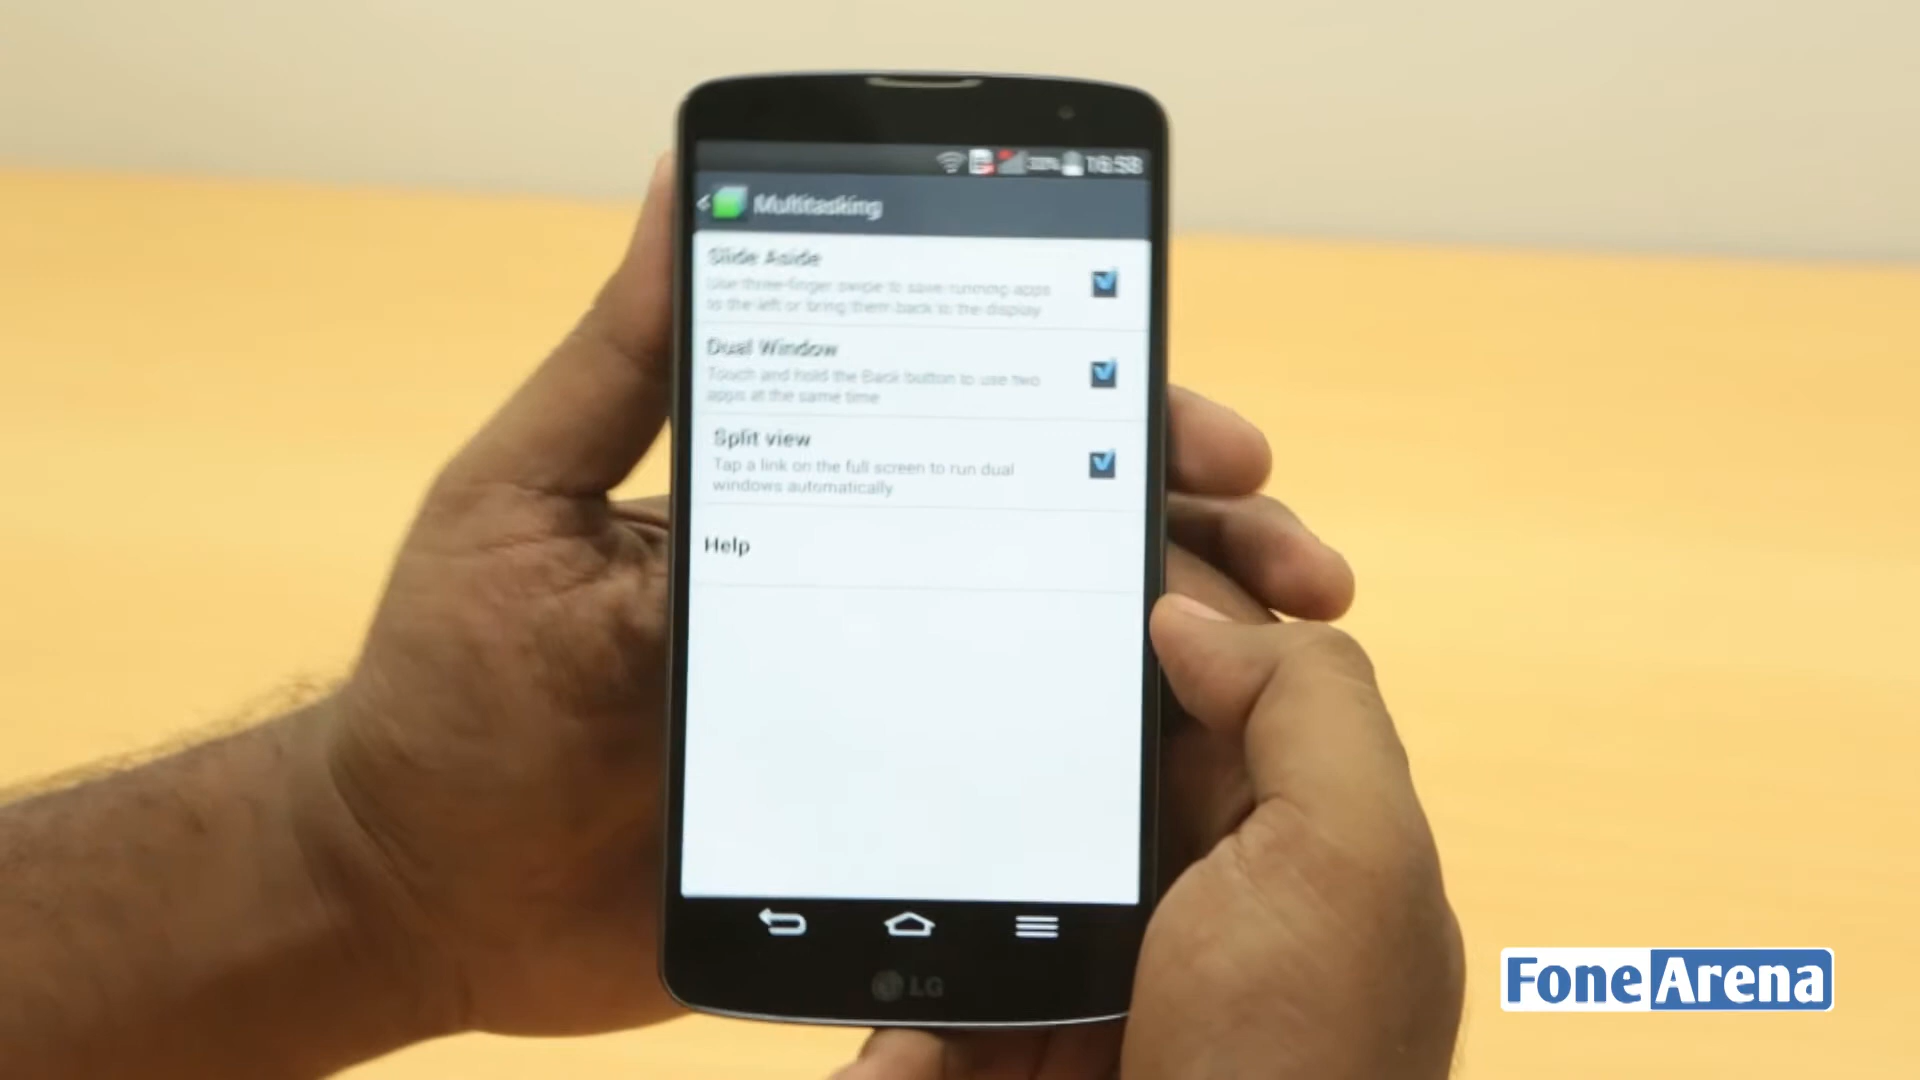 16:58
Multitasking
Slide Aside
Use three-finger swipe to save running apps
to the left or bring them back to the display
Dual Window
Touch and hold the Back button to use two
apps at the same time
Split view
Tap a link on the full screen to run dual
windows automatically
Help
LG
FoneArena